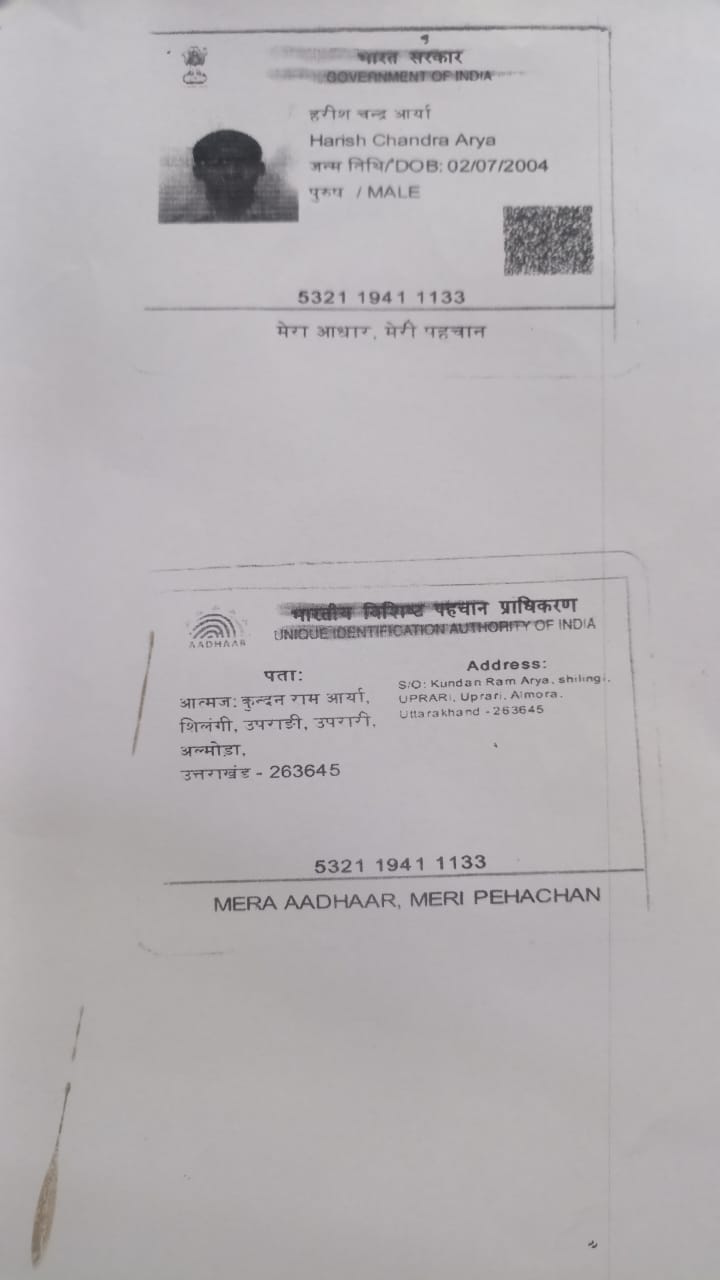 भारत सरकार
GOVERNMENT OF INDIA
हरीश चन्द्र आर्या
Harish Chandra Arya
जन्म तिथि/DOB: 02/07/2004
पुरुष / MALE
5321 1941 1133
मेरा आधार, मेरी पहचान
भारतीय विशिष्ट पहचान प्राधिकरण
UNIQUE IDENTIFICATION AUTHORITY OF INDIA
AADHAAR
पता:
आत्मज: कुन्दन राम आर्या,
शिलंगी, उपराडी, उपरारी,
अल्मोड़ा,
उत्तराखंड - 263645
Address:
S/O: Kundan Ram Arya, shilingi,
UPRARI, Uprari, Almora,
Uttarakhand - 263645
5321 1941 1133
MERA AADHAAR, MERI PEHACHAN